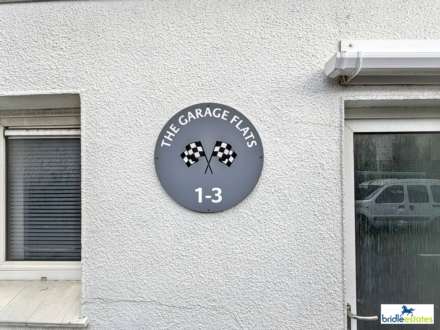 THE GARAGE FLATS
1-3
bridleestates